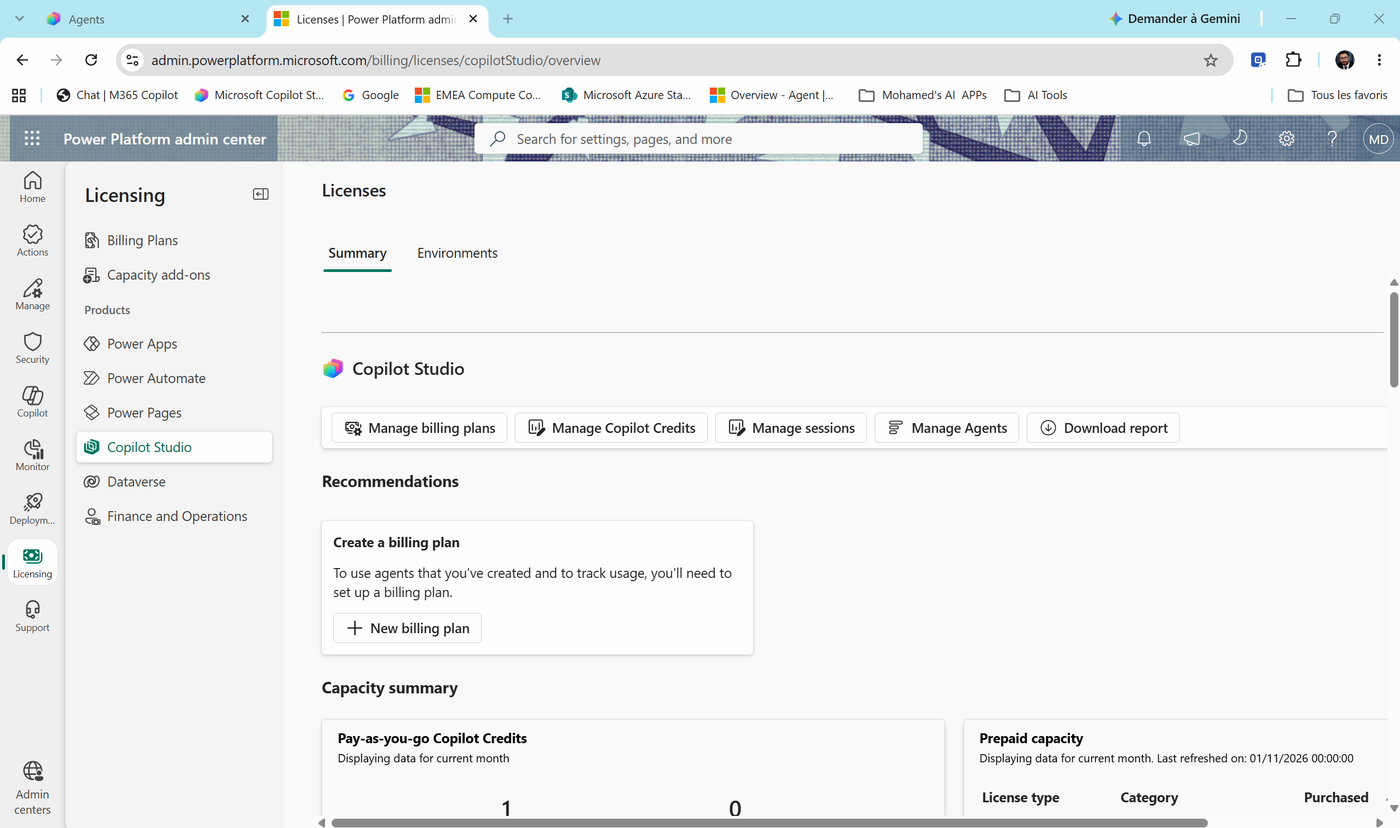 Agents
Licenses | Power Platform admi
Demander à Gemini
admin.powerplatform.microsoft.com/billing/licenses/copilotStudio/overview
Chat | M365 Copilot
Microsoft Copilot St...
Google
EMEA Compute Co...
Microsoft Azure Sta...
Overview - Agent |...
Mohamed's AI APPs
AI Tools
Tous les favoris
Power Platform admin center
Search for settings, pages, and more
MD
Home
Actions
Manage
Security
Copilot
Monitor
Deploym...
Licensing
Support
Admin
centers
Licensing
Billing Plans
Capacity add-ons
Products
Power Apps
Power Automate
Power Pages
Copilot Studio
Dataverse
Finance and Operations
Licenses
Summary
Environments
Copilot Studio
Manage billing plans
Manage Copilot Credits
Manage sessions
Manage Agents
Download report
Recommendations
Create a billing plan
To use agents that you've created and to track usage, you'll need to
set up a billing plan.
New billing plan
Capacity summary
Pay-as-you-go Copilot Credits
Displaying data for current month
1
0
Prepaid capacity
Displaying data for current month. Last refreshed on: 01/11/2026 00:00:00
License type
Category
Purchased